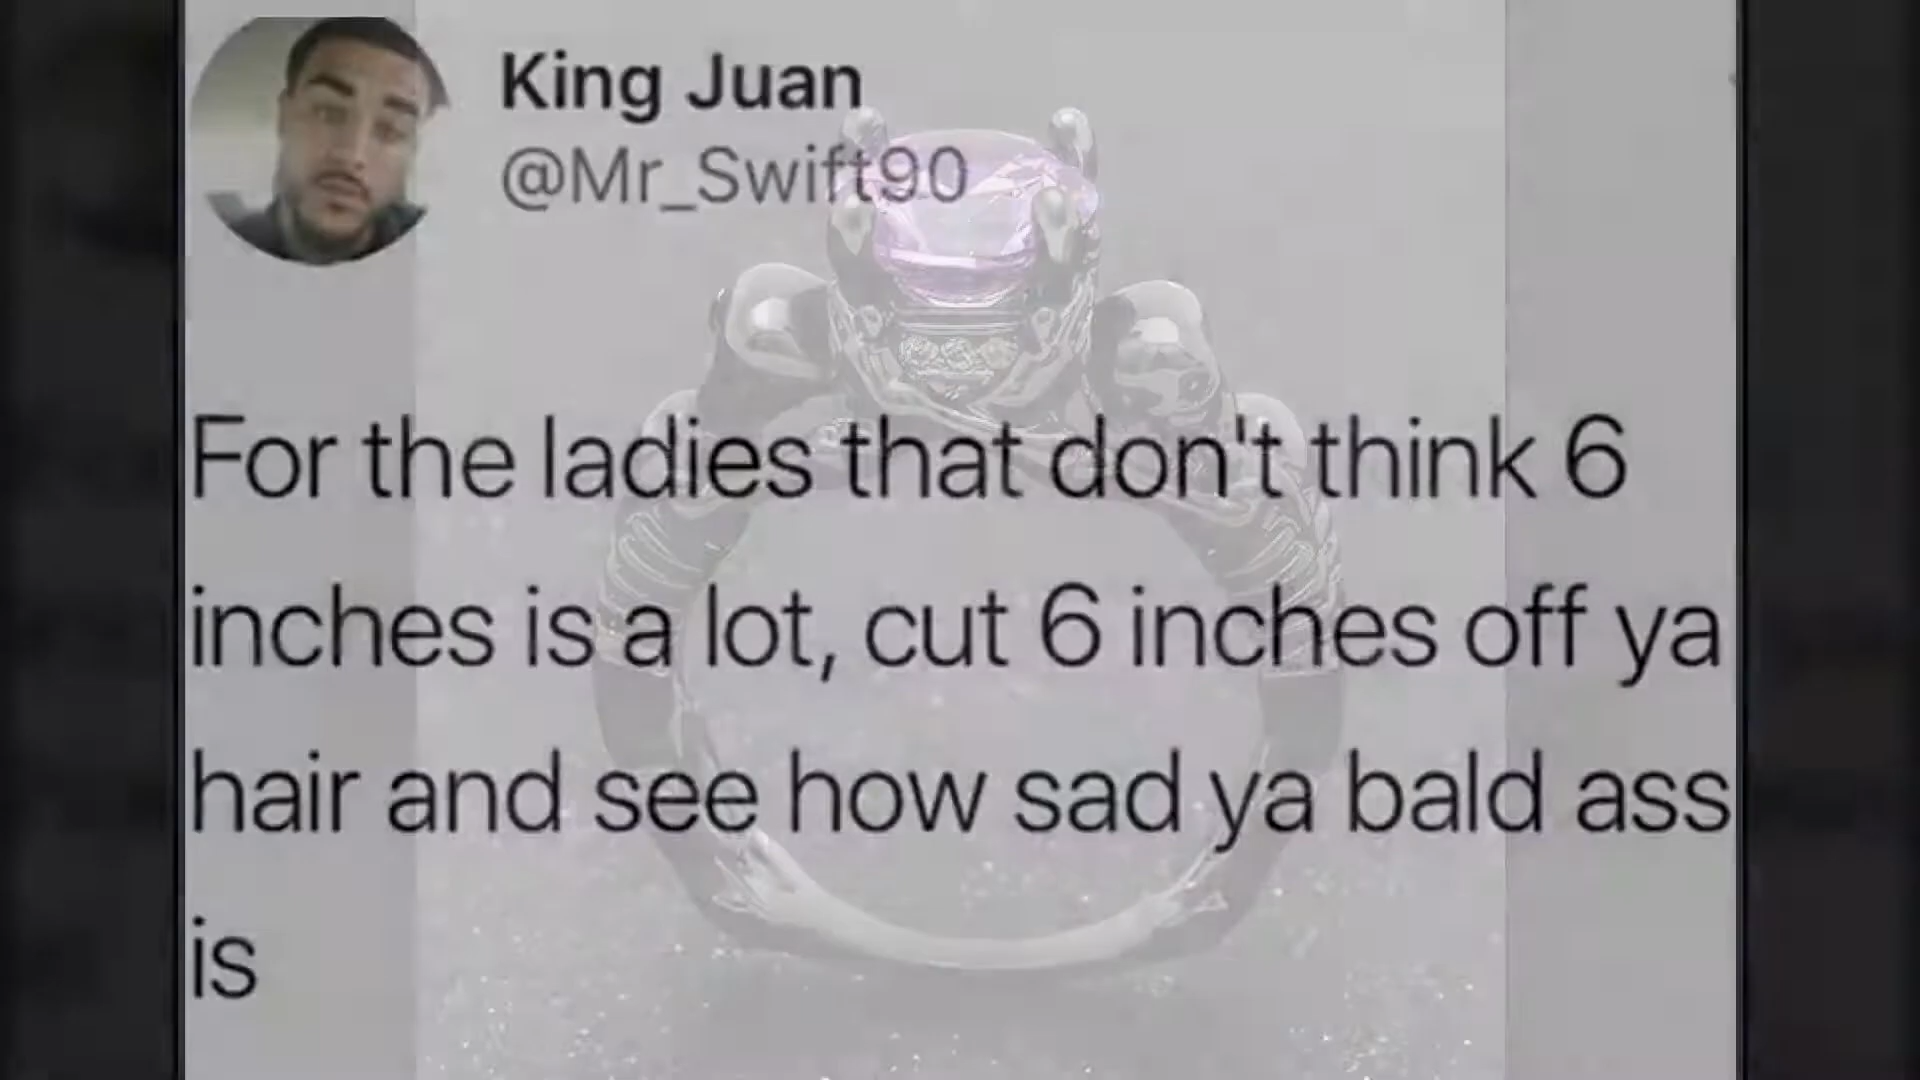 King Juan
@Mr_Swift90
For the ladies that don't think 6
inches is a lot, cut 6 inches off ya
hair and see how sad ya bald ass
is